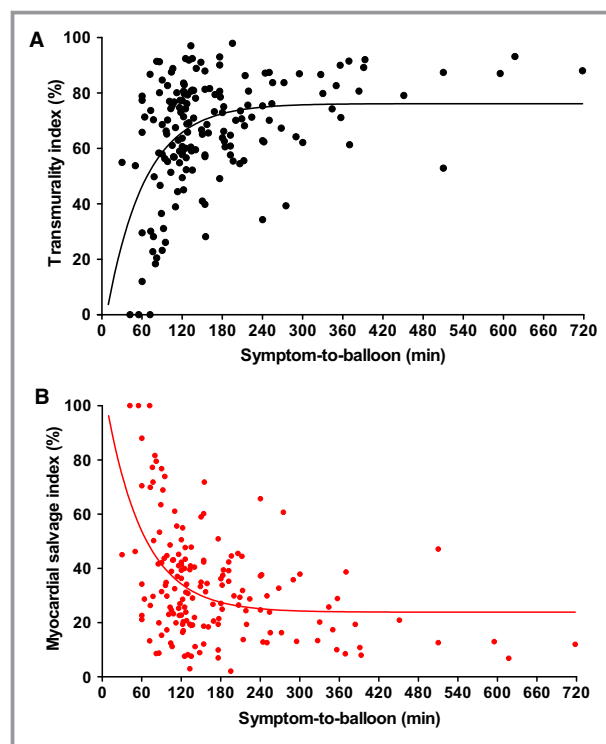 A
Transmurality index (%)
100
80
60
40
20
0
0 60 120 180 240 300 360 420 480 540 600 660 720
Symptom-to-balloon (min)
B
Myocardial salvage index (%)
100
80
60
40
20
0
0 60 120 180 240 300 360 420 480 540 600 660 720
Symptom-to-balloon (min)